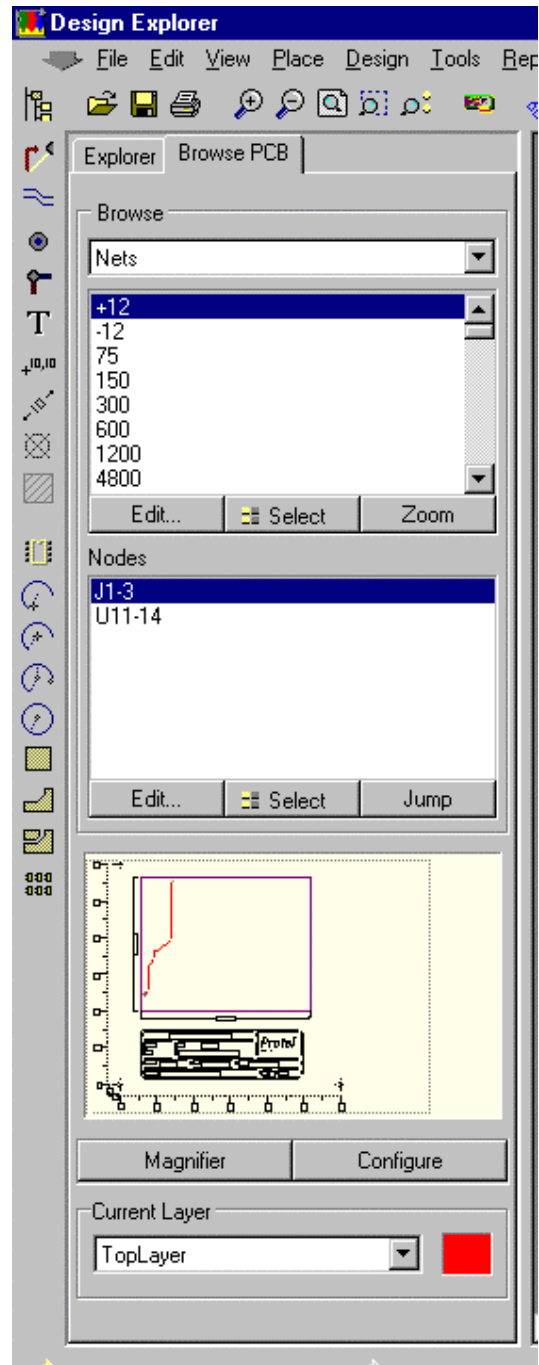 Design Explorer
File Edit View Place Design Tools Rep
Explorer Browse PCB
Browse
Nets
+12
-12
75
150
300
600
1200
4800
Edit... Select Zoom
Nodes
J1-3
U11-14
Edit... Select Jump
Protel
Magnifier Configure
Current Layer
TopLayer
T
+10,10